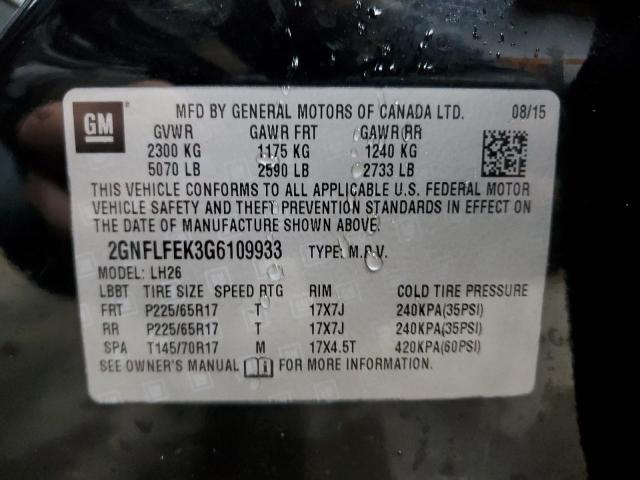 GM ® MFD BY GENERAL MOTORS OF CANADA LTD. 08/15
GVWR GAWR FRT GAWR RR
2300 KG 1175 KG 1240 KG
5070 LB 2590 LB 2733 LB
THIS VEHICLE CONFORMS TO ALL APPLICABLE U.S. FEDERAL MOTOR
VEHICLE SAFETY AND THEFT PREVENTION STANDARDS IN EFFECT ON
THE DATE OF MANUFACTURE SHOWN ABOVE.
2GNFLFEK3G6109933 TYPE: M.P.V.
MODEL: LH26
LBBT TIRE SIZE SPEED RTG RIM COLD TIRE PRESSURE
FRT P225/65R17 T 17X7J 240KPA(35PSI)
RR P225/65R17 T 17X7J 240KPA(35PSI)
SPA T145/70R17 M 17X4.5T 420KPA(60PSI)
SEE OWNER'S MANUAL FOR MORE INFORMATION.